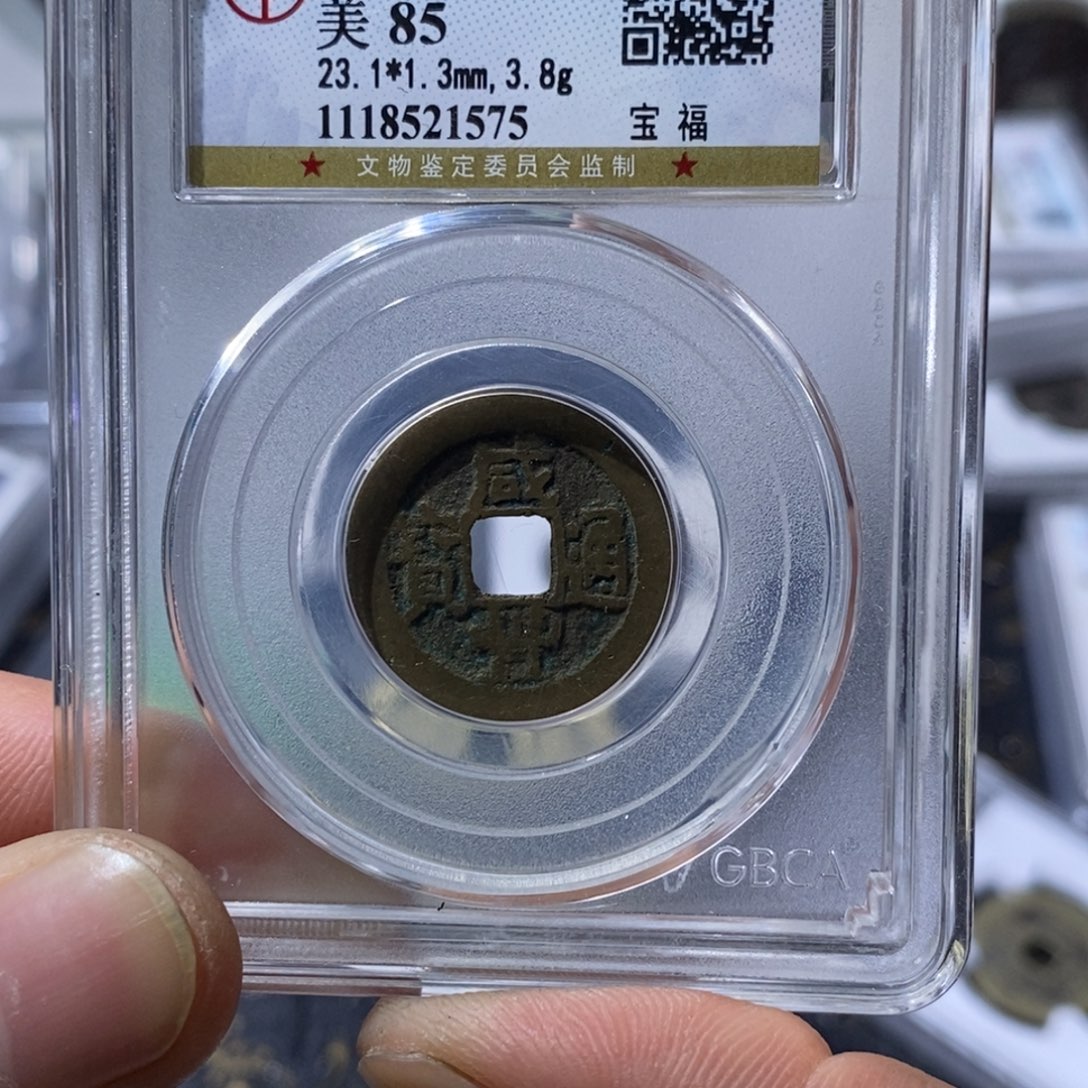 美 85
23.1*1.3mm, 3.8g
1118521575 宝福
★ 文物鉴定委员会监制 ★
咸豐通寶
GBCA